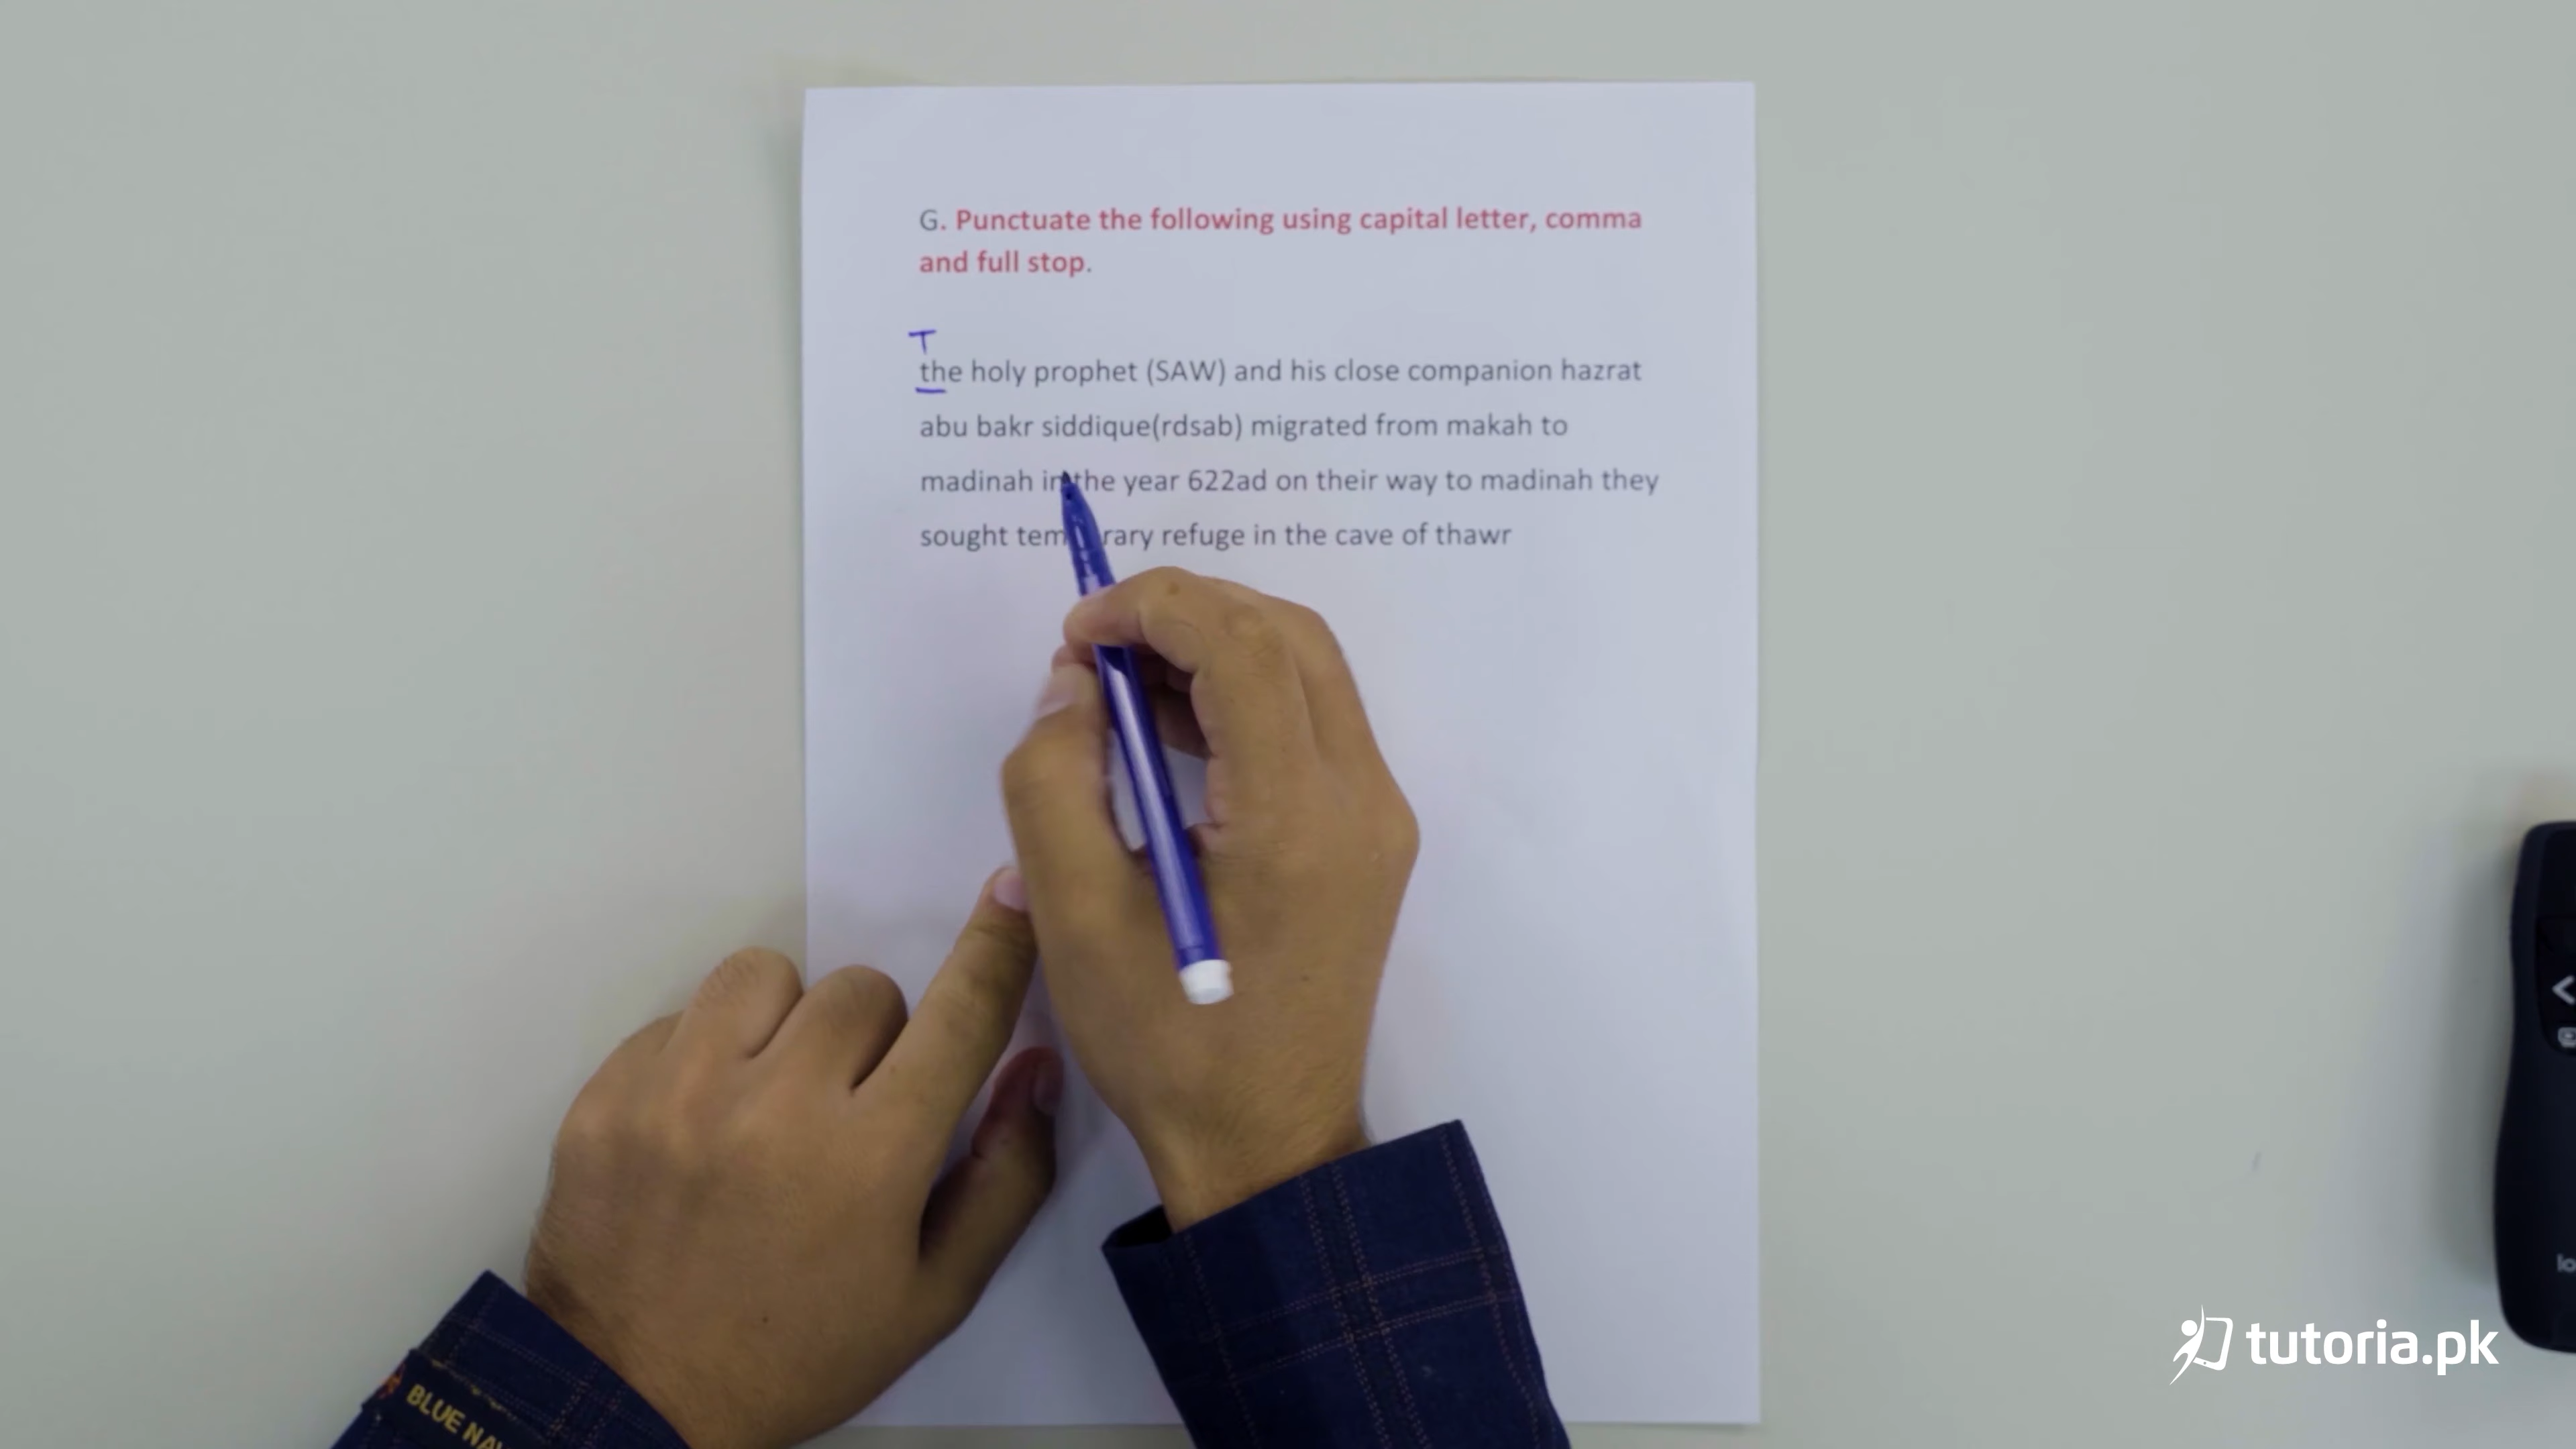 G. Punctuate the following using capital letter, comma
and full stop.
T
the holy prophet (SAW) and his close companion hazrat
abu bakr siddique(rdsab) migrated from makah to
madinah in the year 622ad on their way to madinah they
sought refuge in the cave of thawr
tutoria.pk
BLUE